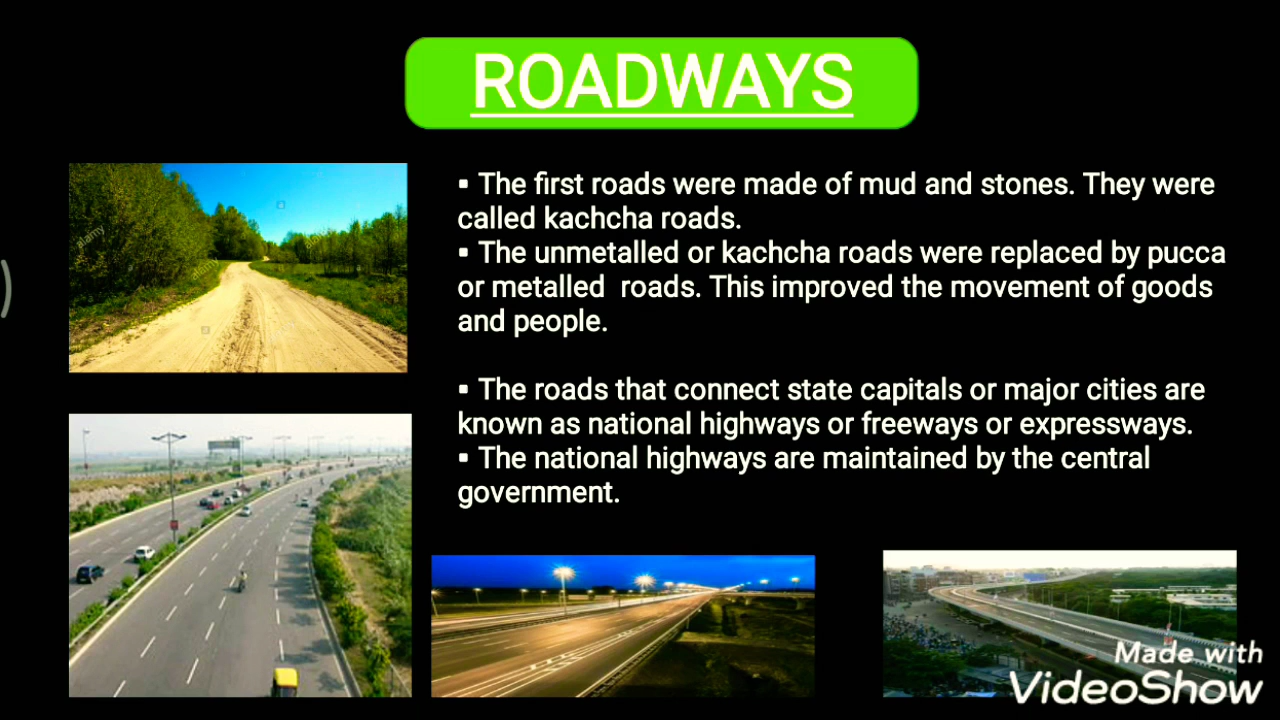 ROADWAYS
▪ The first roads were made of mud and stones. They were
called kachcha roads.
▪ The unmetalled or kachcha roads were replaced by pucca
or metalled  roads. This improved the movement of goods
and people.
▪ The roads that connect state capitals or major cities are
known as national highways or freeways or expressways.
▪ The national highways are maintained by the central
government.
alamy
Made with
VideoShow